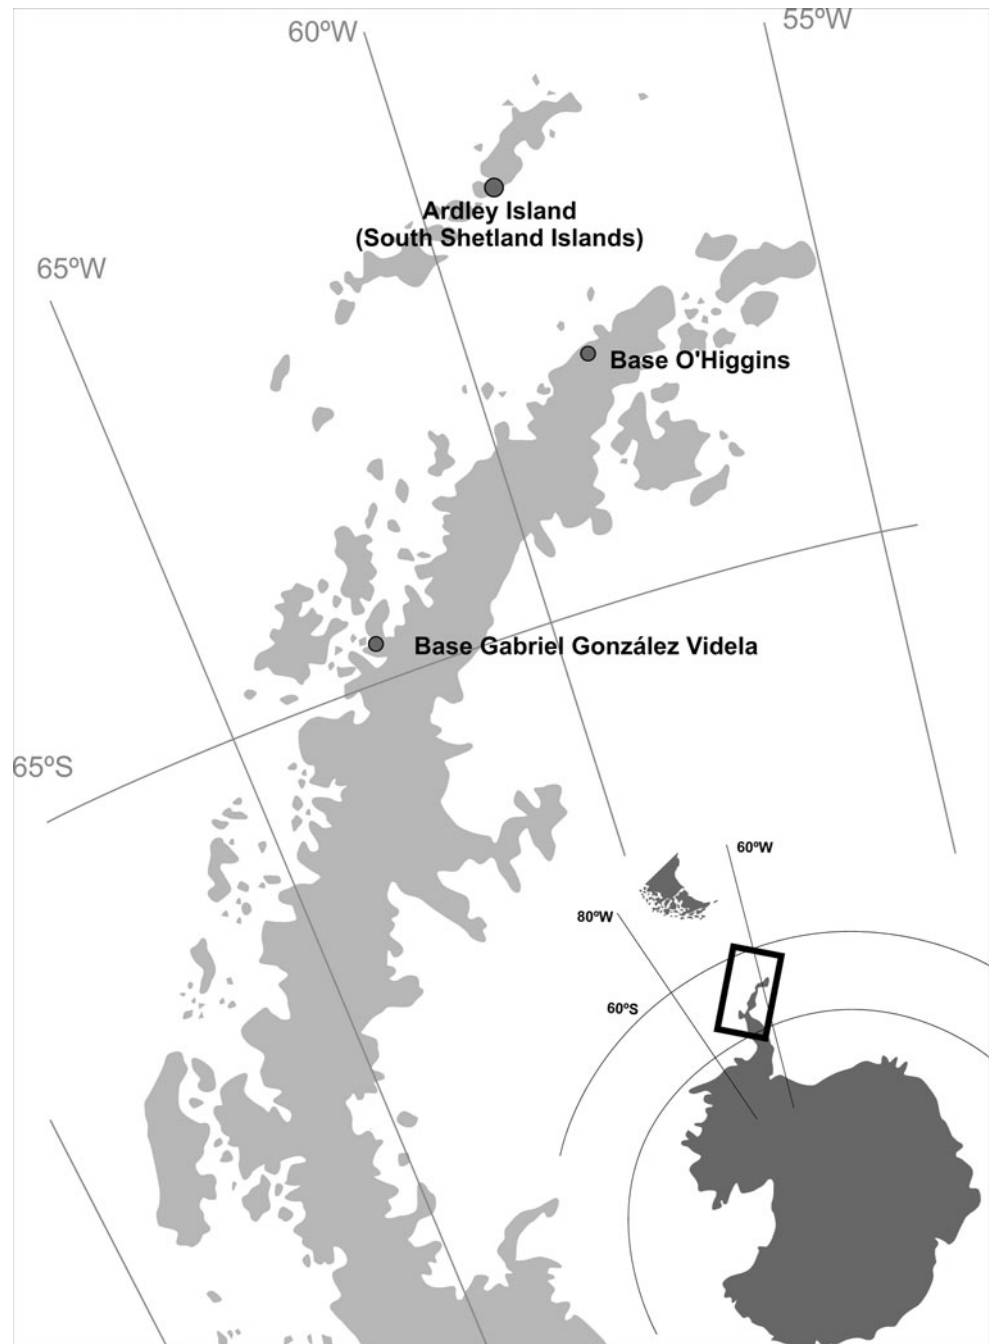 60ºW
55ºW
Ardley Island
(South Shetland Islands)
65ºW
Base O'Higgins
Base Gabriel González Videla
65ºS
60ºW
80ºW
60ºS